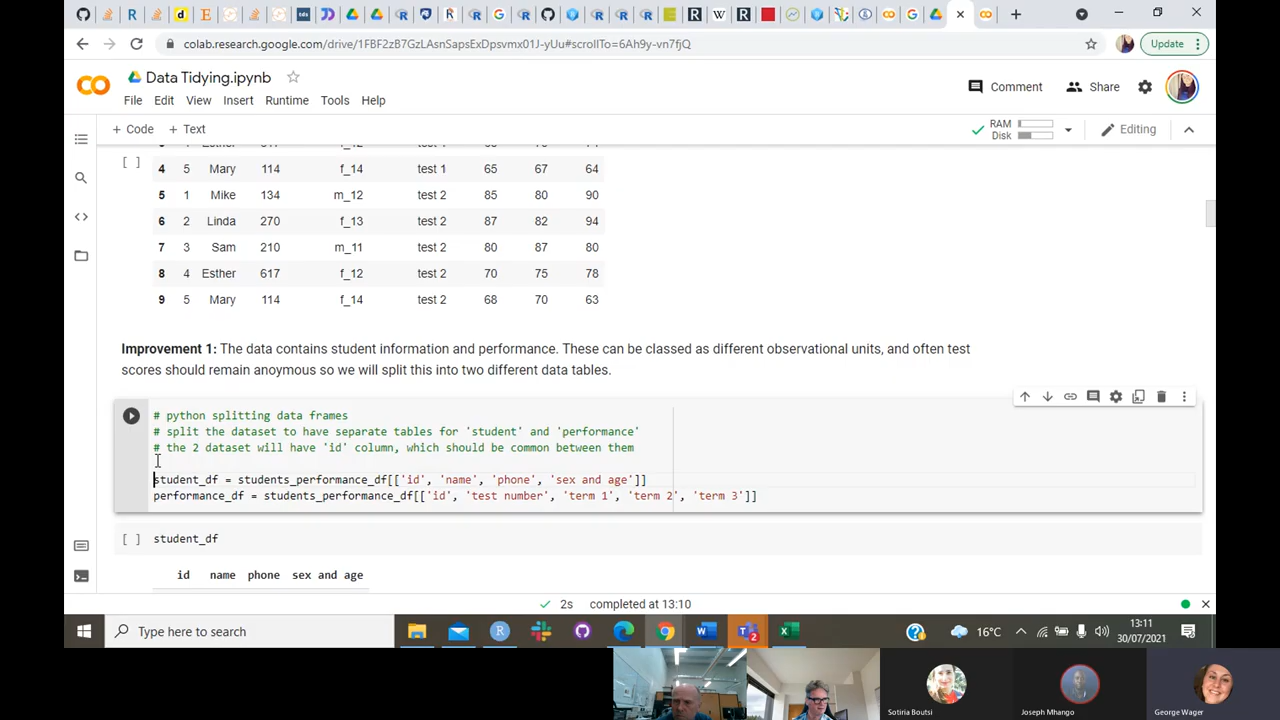 Update
colab.research.google.com/drive/1FBF2zB7GzLAsnSapsExDpsvmx01J-yUu#scrollTo=6Ah9y-vn7fjQ
Data Tidying.ipynb
Comment
Share
File Edit View Insert Runtime Tools Help
+ Code + Text
RAM
Disk
Editing
[ ]
4 5 Mary 114 f_14 test 1 65 67 64
5 1 Mike 134 m_12 test 2 85 80 90
6 2 Linda 270 f_13 test 2 87 82 94
7 3 Sam 210 m_11 test 2 80 87 80
8 4 Esther 617 f_12 test 2 70 75 78
9 5 Mary 114 f_14 test 2 68 70 63
Improvement 1: The data contains student information and performance. These can be classed as different observational units, and often test
scores should remain anoymous so we will split this into two different data tables.
# python splitting data frames
# split the dataset to have separate tables for 'student' and 'performance'
# the 2 dataset will have 'id' column, which should be common between them
student_df = students_performance_df[['id', 'name', 'phone', 'sex and age']]
performance_df = students_performance_df[['id', 'test number', 'term 1', 'term 2', 'term 3']]
[ ] student_df
id name phone sex and age
2s completed at 13:10
Type here to search
16°C
13:11
30/07/2021
Sotiria Boutsi
Joseph Mhango
George Wager